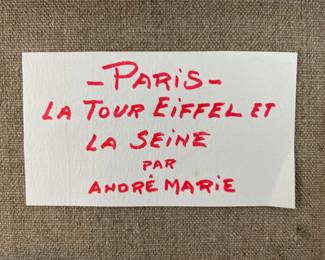 - PARIS -
LA TOUR EIFFEL ET
LA SEINE
PAR
ANDRÉ MARIE